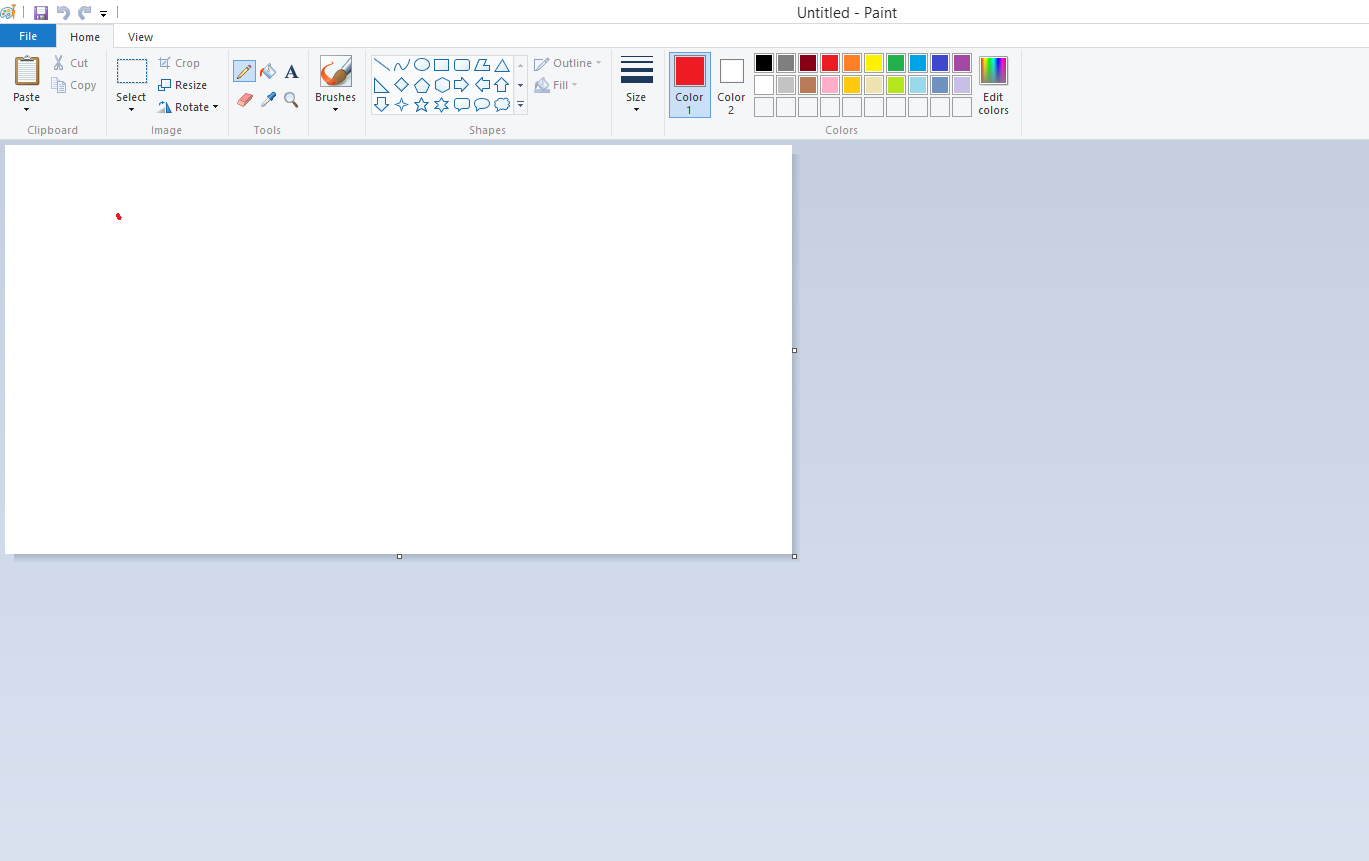 Untitled - Paint
File Home View
Paste
Cut
Copy
Clipboard
Select
Crop
Resize
Rotate
Image
A
Tools
Brushes
Outline
Fill
Shapes
Size
Color 1
Color 2
Edit colors
Colors